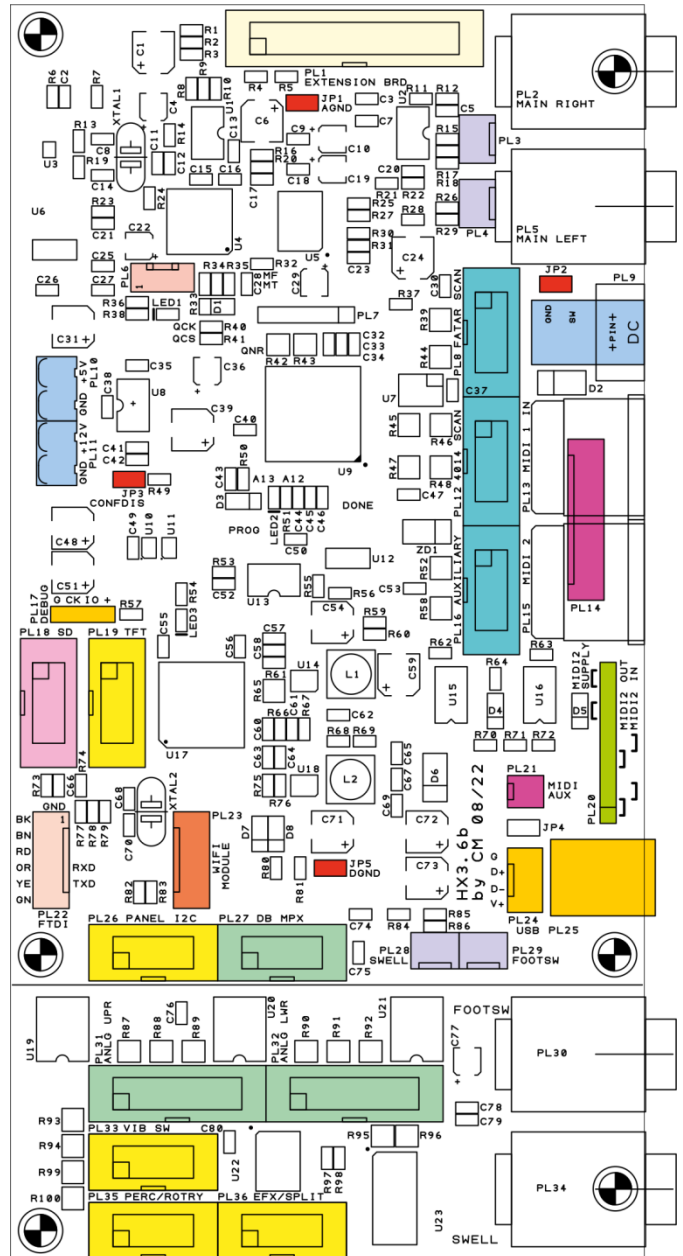 C1
R1
R2
R3
R4
R5
PL1
EXTENSION BRD
PL2
MAIN RIGHT
R6
C2
R7
XTAL1
R8
R9
R10
C4
U1
C13
C6
JP1
AGND
C3
C7
R11
U2
R12
C5
R15
PL3
R13
C8
C11
R14
C12
C9
C10
R16
R20
U3
R19
C14
C15
C16
C17
C18
C19
C20
R22
R21
R17
R18
R24
R23
C21
C22
U4
U5
R25
R27
R28
R26
R29
PL4
PL5
MAIN LEFT
U6
C25
R30
R31
C23
C24
C26
C27
PL6
1
R34
R35
R32
C28
MF
MT
C29
C30
JP2
PL9
R36
R38
LED1
R33
D1
PL7
R37
R39
PL8 FATAR SCAN
GND
SW
+PIN+
DC
C31
QCK
QCS
R40
R41
QNR
R42
R43
C32
C33
C34
R44
PL10
+5V
GND
C35
C38
U8
C36
U7
C37
D2
PL11
+12V
GND
C39
C40
R45
R46
C41
C42
JP3
CONFDIS
R49
C43
R50
U9
R47
R48
C47
PL12 4014 SCAN
PL13 MIDI 1 IN
D3
A13
A12
DONE
PROG
LED2
R51
C44
C45
C46
C50
C48
C49
U10
U11
ZD1
U12
PL14
C51
R53
C52
U13
R55
R56
R52
C53
R58
PL16 AUXILIARY
PL15 MIDI 2
PL17
DEBUG
G CK IO +
R57
R54
LED3
C54
R59
R60
R62
R63
PL18 SD
PL19 TFT
C55
C56
C57
C58
U14
L1
C59
R64
U15
U16
MIDI2
SUPPLY
MIDI2 OUT
MIDI2 IN
R65
R61
C61
R67
C60
R66
C62
D4
D5
U17
R68
R69
C63
C64
C65
C67
R70
R71
R72
R73
C66
R74
XTAL2
R75
R76
U18
L2
C69
D6
PL21
MIDI
AUX
PL20
C68
C70
GND
1
BK
BN
RD
OR
YE
GN
RXD
TXD
R77
R78
R79
PL23
WIFI
MODULE
D7
D8
C71
C72
C73
HX3.6b
by CM 08/22
JP4
R80
R81
JP5
DGND
G
D+
D-
V+
PL24
USB
PL25
PL22
FTDI
R82
R83
PL26 PANEL I2C
PL27 DB MPX
C74
R84
R85
R86
C75
PL28
SWELL
PL29
FOOTSW
U19
PL31
ANLG UPR
R87
R88
C76
R89
U20
PL32
ANLG LWR
R90
R91
R92
U21
FOOTSW
C77
PL30
R93
R94
R99
R100
PL33 VIB SW
C80
U22
R95
R96
C78
C79
R97
R98
U23
PL34
SWELL
PL35 PERC/ROTRY
PL36 EFX/SPLIT